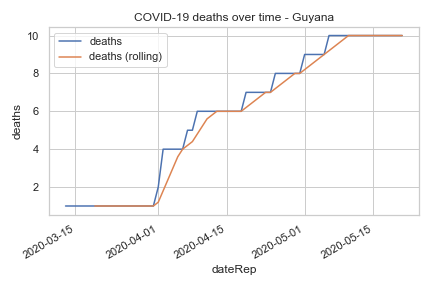 COVID-19 deaths over time - Guyana
deaths
deaths (rolling)
10
8
6
4
2
deaths
2020-03-15
2020-04-01
2020-04-15
2020-05-01
2020-05-15
dateRep